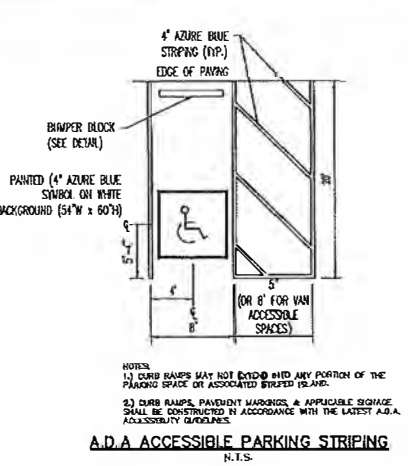 4" AZURE BLUE
STRIPING (TYP.)
EDGE OF PAVING
BUMPER BLOCK
(SEE DETAIL)
PAINTED (4" AZURE BLUE
SYMBOL ON WHITE
BACKGROUND (54"W x 60"H)
20'
℄
5'-4"
4'
℄
8'
5"
(OR 8' FOR VAN
ACCESSIBLE
SPACES)
NOTES:
1.) CURB RAMPS MAY NOT EXTEND INTO ANY PORTION OF THE
PARKING SPACE OR ASSOCIATED STRIPED ISLAND.
2.) CURB RAMPS, PAVEMENT MARKINGS, & APPLICABLE SIGNAGE
SHALL BE CONSTRUCTED IN ACCORDANCE WITH THE LATEST A.D.A.
ACCESSIBILITY GUIDELINES.
A.D.A ACCESSIBLE PARKING STRIPING
N.T.S.